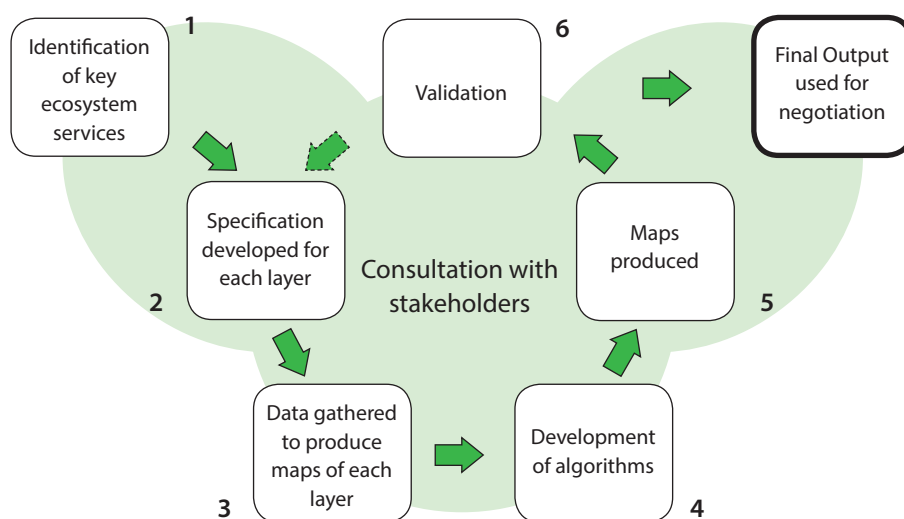 1
Identification
of key
ecosystem
services
2
Specification
developed for
each layer
3
Data gathered
to produce
maps of each
layer
4
Development
of algorithms
5
Maps
produced
6
Validation
Final Output
used for
negotiation
Consultation with
stakeholders